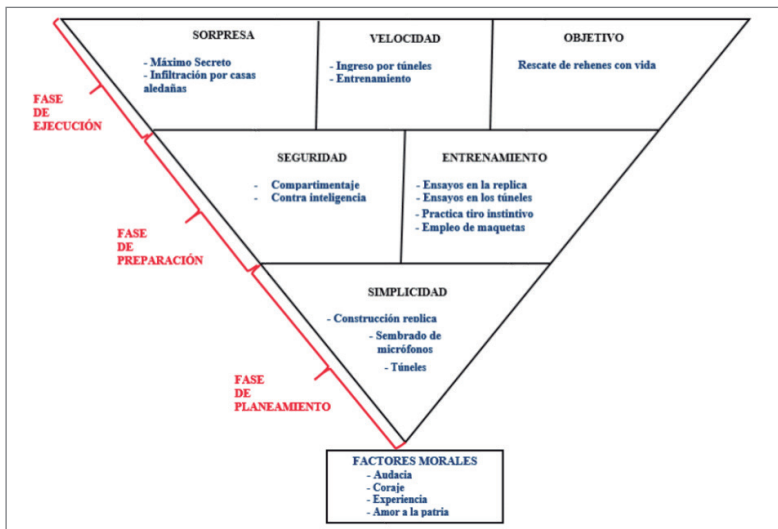 SORPRESA
- Máximo Secreto
- Infiltración por casas
aledañas
VELOCIDAD
- Ingreso por túneles
- Entrenamiento
OBJETIVO
Rescate de rehenes con vida
FASE
DE
EJECUCIÓN
SEGURIDAD
- Compartimentaje
- Contra inteligencia
ENTRENAMIENTO
- Ensayos en la replica
- Ensayos en los túneles
- Practica tiro instintivo
- Empleo de maquetas
FASE
DE
PREPARACIÓN
SIMPLICIDAD
- Construcción replica
- Sembrado de
micrófonos
- Túneles
FASE
DE
PLANEAMIENTO
FACTORES MORALES
- Audacia
- Coraje
- Experiencia
- Amor a la patria